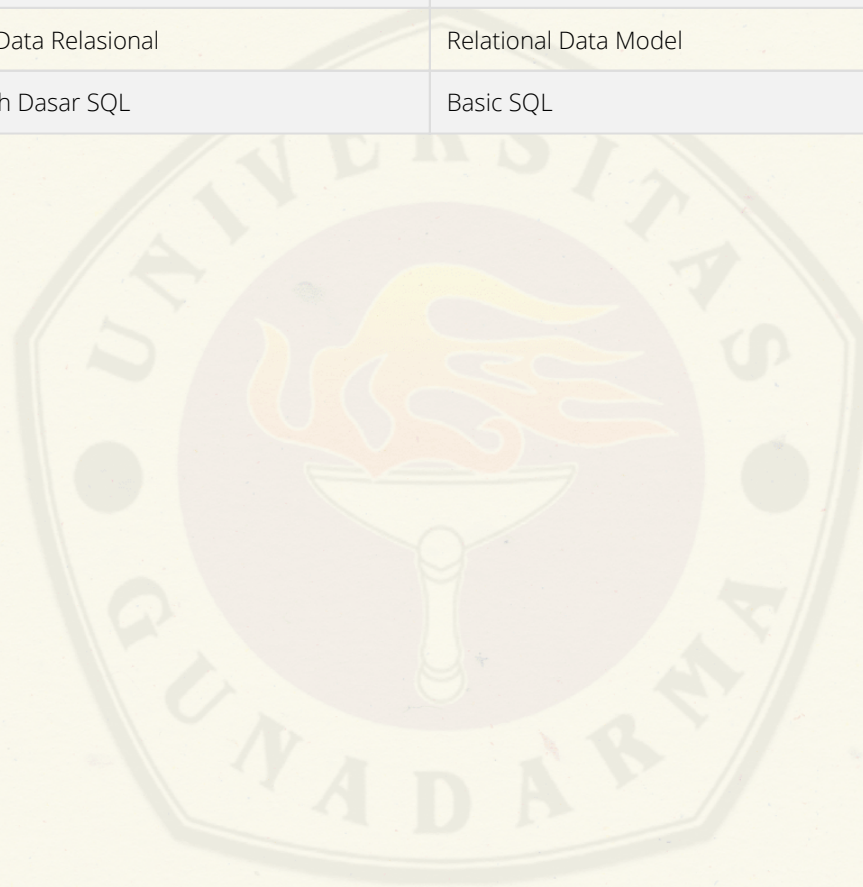 Data Relasional
Relational Data Model
h Dasar SQL
Basic SQL
UNIVERSITAS
GUNADARMA